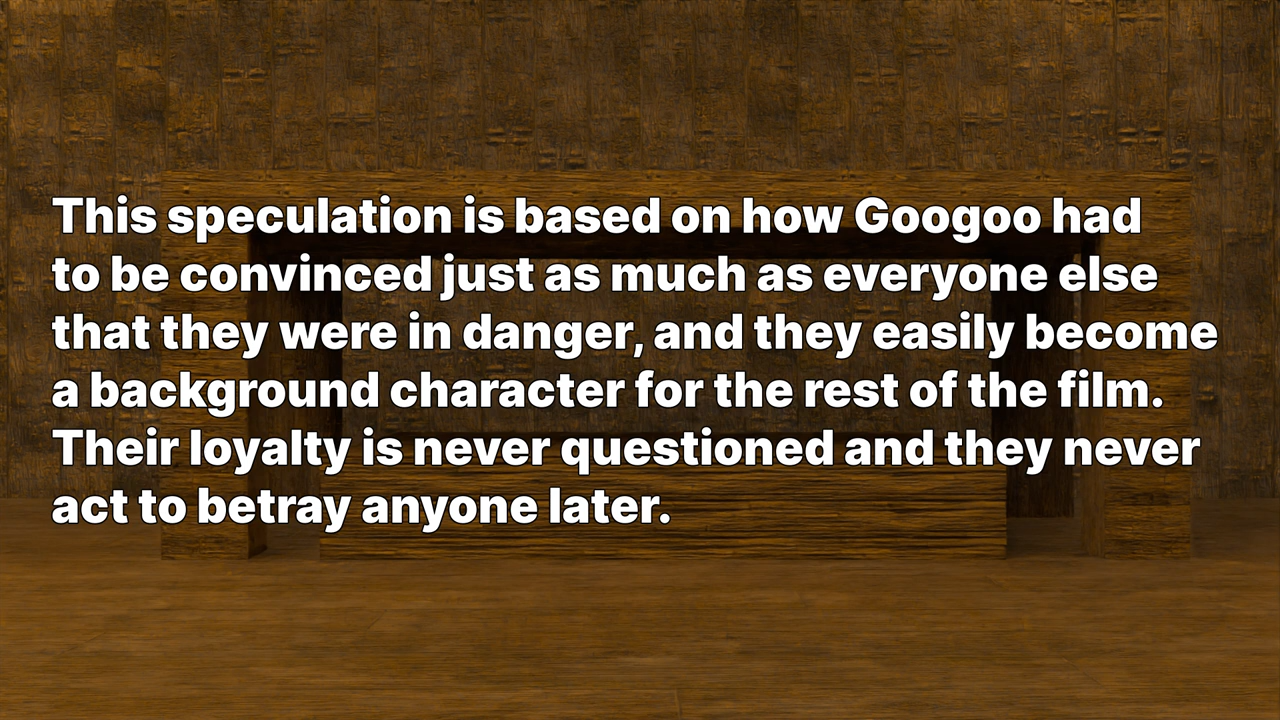 This speculation is based on how Googoo had
to be convinced just as much as everyone else
that they were in danger, and they easily become
a background character for the rest of the film.
Their loyalty is never questioned and they never
act to betray anyone later.